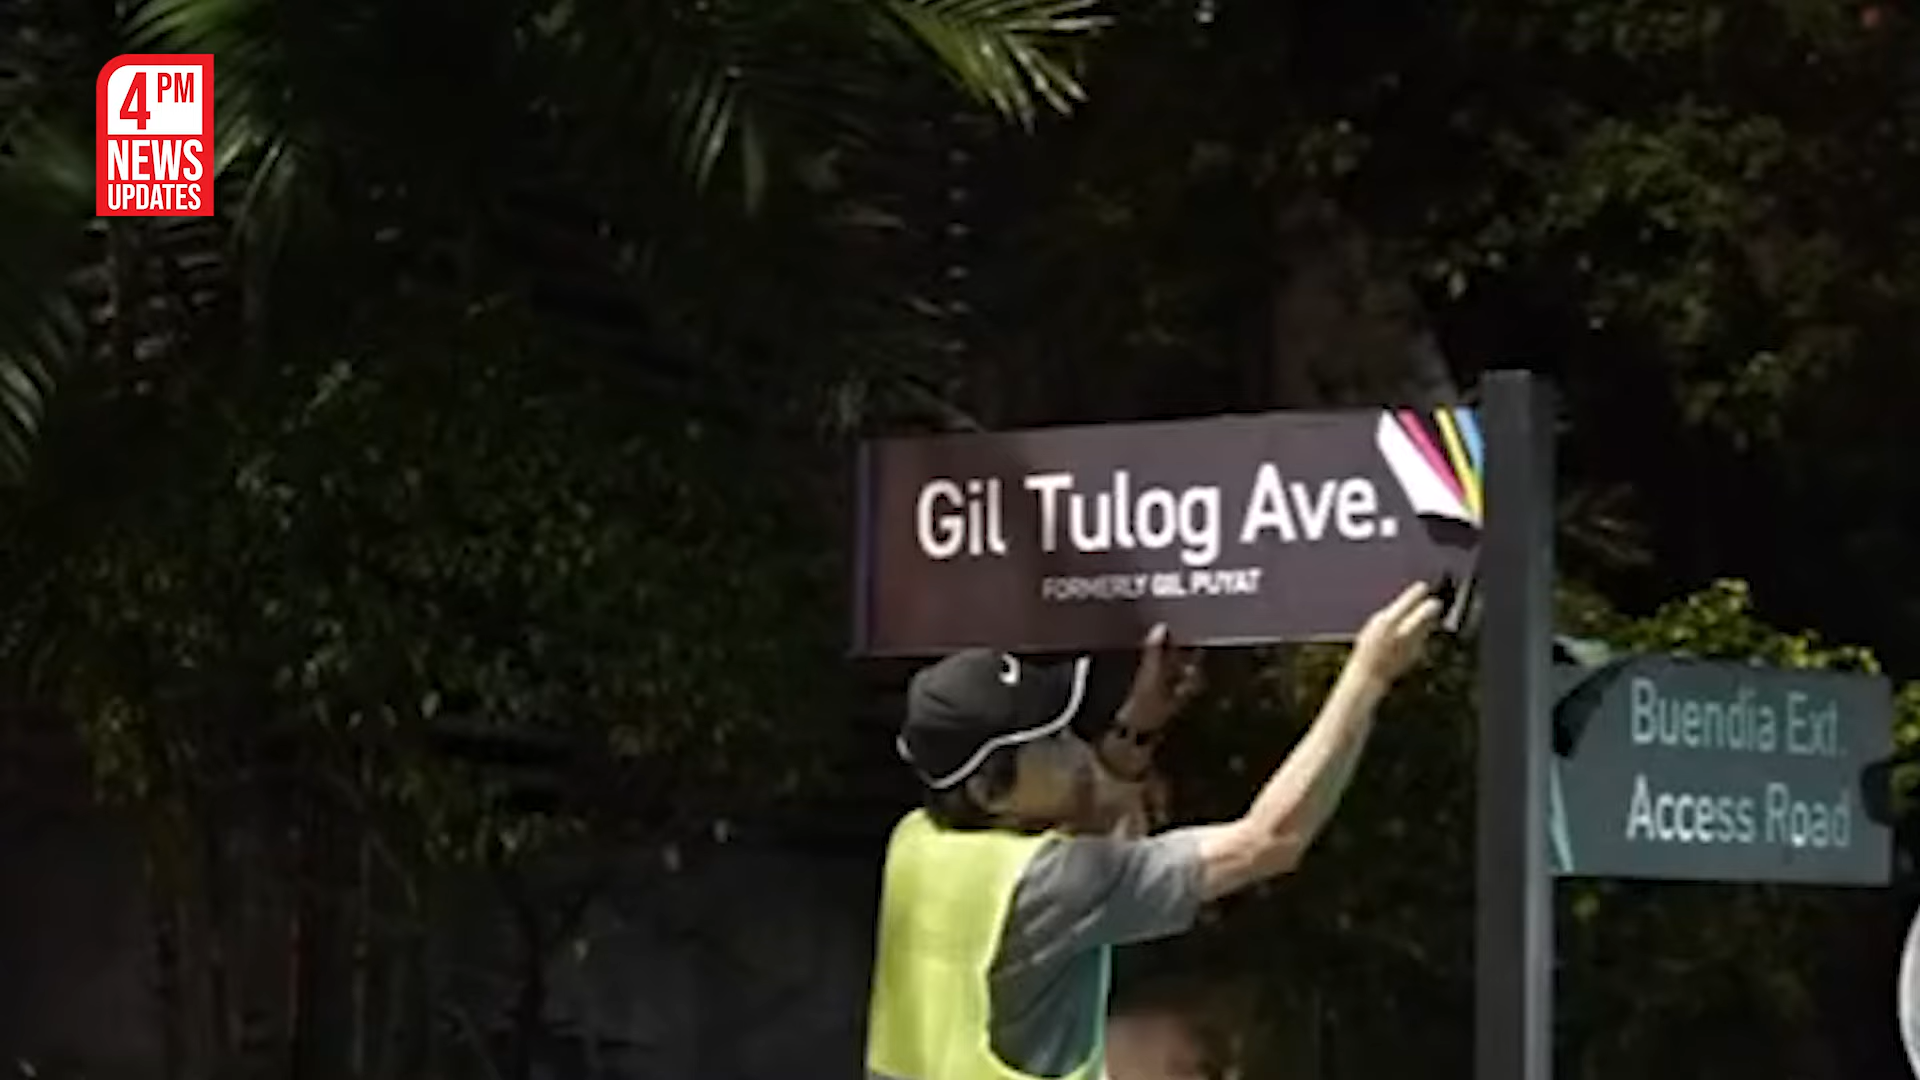 4 PM
NEWS
UPDATES
Gil Tulog Ave.
FORMERLY GIL PUYAT
Buendia Ext.
Access Road